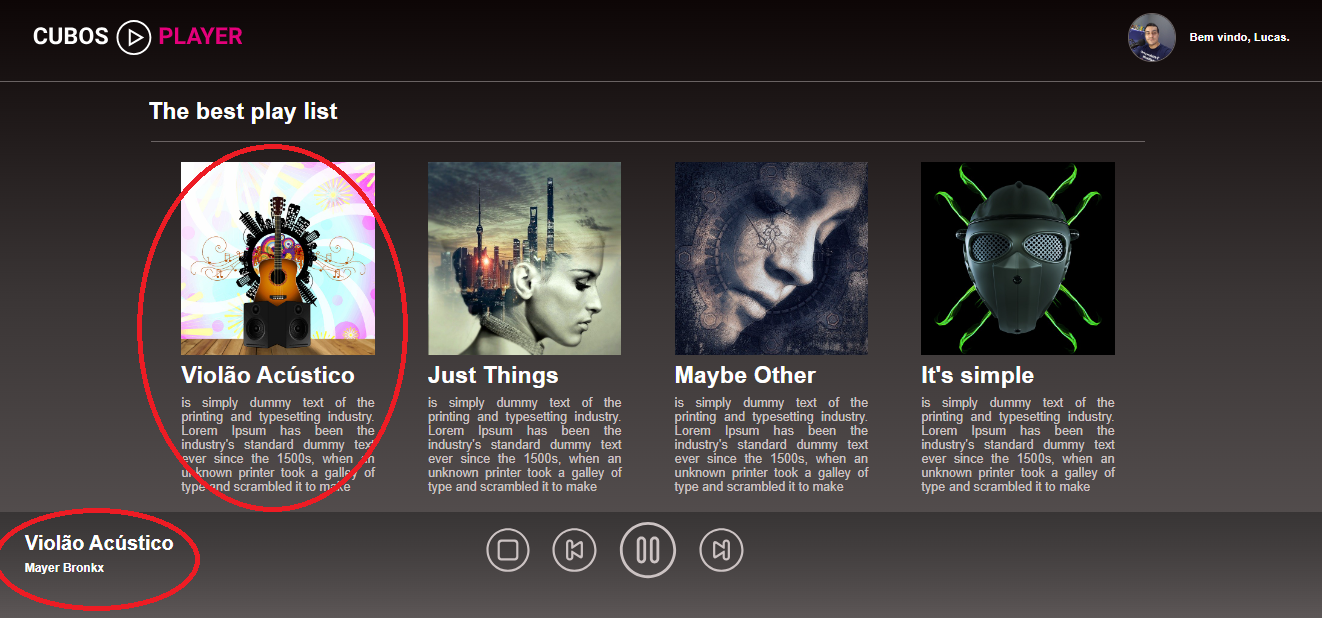 CUBOS PLAYER
Bem vindo, Lucas.
The best play list
Violão Acústico
is simply dummy text of the
printing and typesetting industry.
Lorem Ipsum has been the
industry's standard dummy text
ever since the 1500s, when an
unknown printer took a galley of
type and scrambled it to make
Just Things
is simply dummy text of the
printing and typesetting industry.
Lorem Ipsum has been the
industry's standard dummy text
ever since the 1500s, when an
unknown printer took a galley of
type and scrambled it to make
Maybe Other
is simply dummy text of the
printing and typesetting industry.
Lorem Ipsum has been the
industry's standard dummy text
ever since the 1500s, when an
unknown printer took a galley of
type and scrambled it to make
It's simple
is simply dummy text of the
printing and typesetting industry.
Lorem Ipsum has been the
industry's standard dummy text
ever since the 1500s, when an
unknown printer took a galley of
type and scrambled it to make
Violão Acústico
Mayer Bronkx